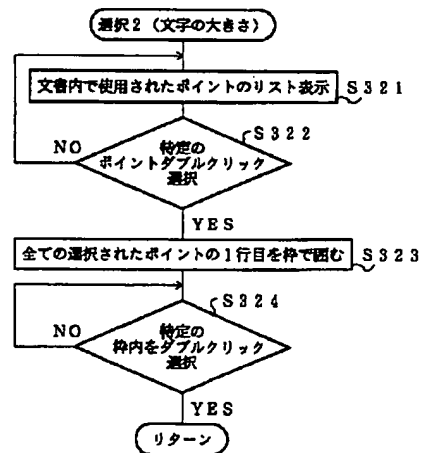 選択2(文字の大きさ)
文書内で使用されたポイントのリスト表示
S321
S322
NO
特定の
ポイントダブルクリック
選択
YES
全ての選択されたポイントの1行目を枠で囲む
S323
S324
NO
特定の
枠内をダブルクリック
選択
YES
リターン